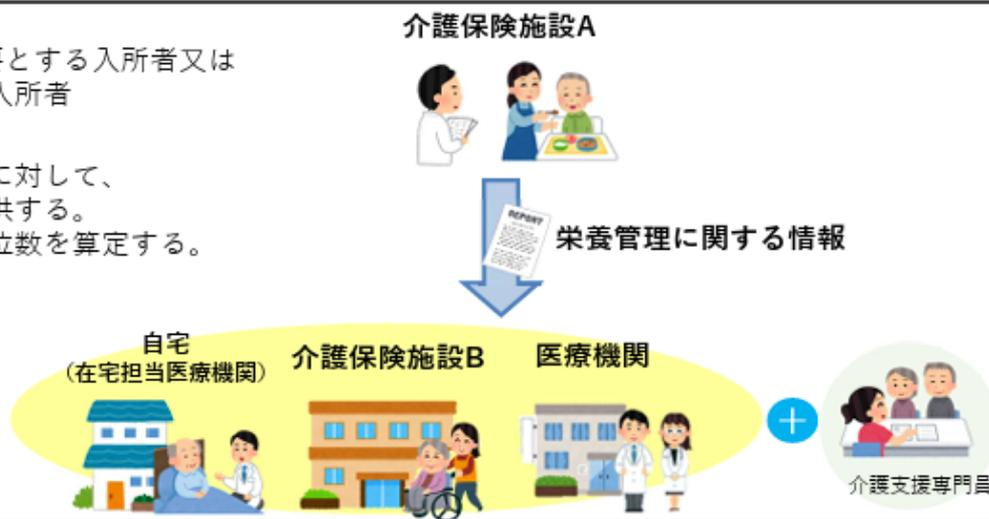 介護保険施設A
要とする入所者又は
入所者
に対して、
供する。
位数を算定する。
REPORT
栄養管理に関する情報
自宅
（在宅担当医療機関）
介護保険施設B
医療機関
介護支援専門員